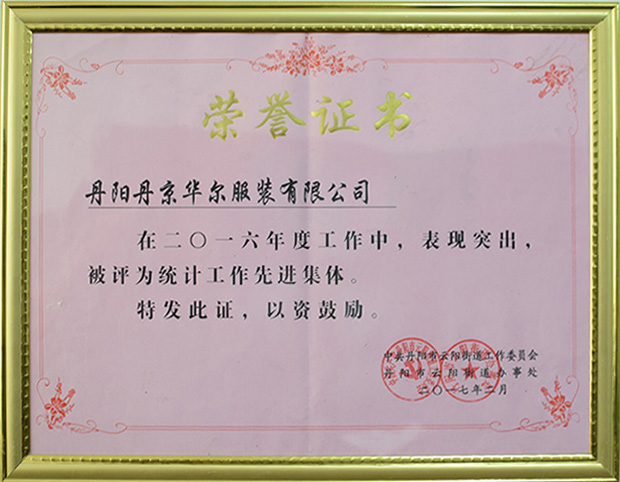 荣誉证书
丹阳丹京华尔服装有限公司
在二〇一六年度工作中，表现突出，
被评为统计工作先进集体。
特发此证，以资鼓励。
中共丹阳市云阳街道工作委员会
丹阳市云阳街道办事处
二〇一七年二月